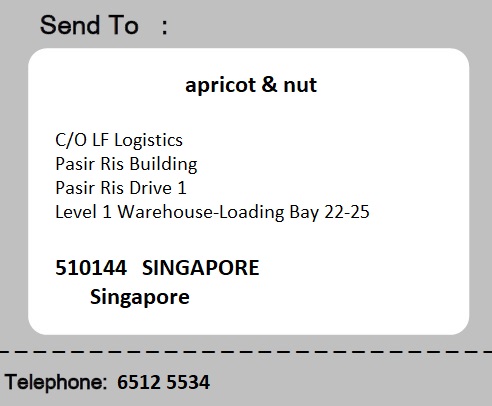 Send To :
apricot & nut
C/O LF Logistics
Pasir Ris Building
Pasir Ris Drive 1
Level 1 Warehouse-Loading Bay 22-25
510144 SINGAPORE
Singapore
Telephone: 6512 5534